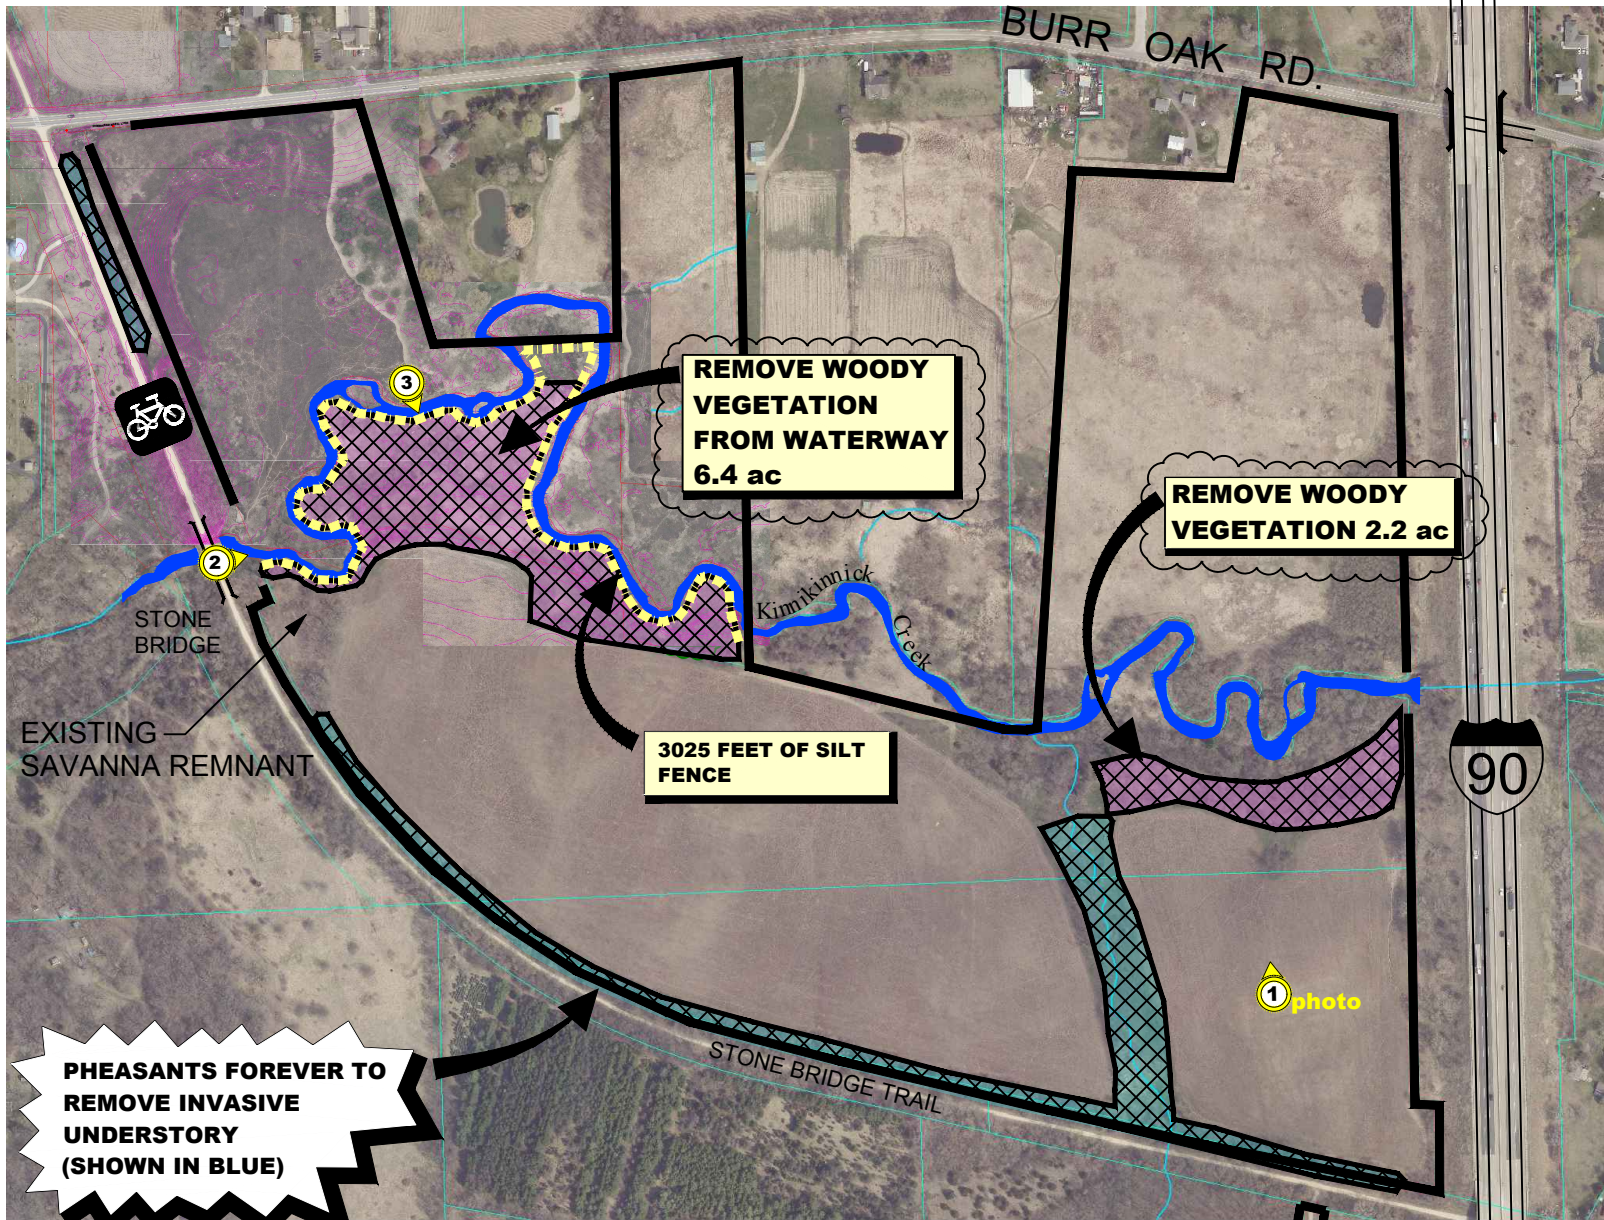 BURR OAK RD.
3
REMOVE WOODY
VEGETATION
FROM WATERWAY
6.4 ac
REMOVE WOODY
VEGETATION 2.2 ac
2
STONE
BRIDGE
Kinnikinnick
Creek
EXISTING
SAVANNA REMNANT
3025 FEET OF SILT
FENCE
90
1 photo
STONE BRIDGE TRAIL
PHEASANTS FOREVER TO
REMOVE INVASIVE
UNDERSTORY
(SHOWN IN BLUE)